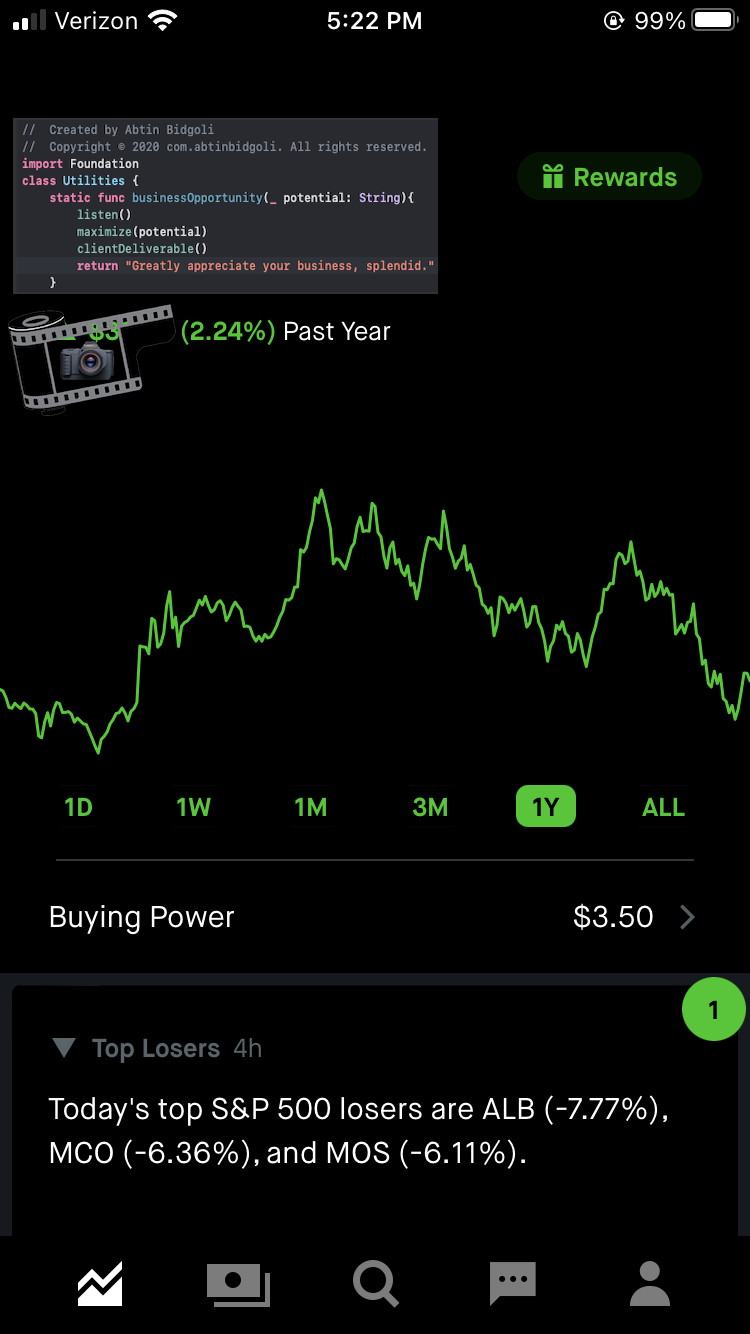 Verizon 5:22 PM 99%
// Created by Abtin Bidgoli
// Copyright © 2020 com.abtinbidgoli. All rights reserved.
import Foundation
class Utilities {
static func businessOpportunity(_ potential: String){
listen()
maximize(potential)
clientDeliverable()
return "Greatly appreciate your business, splendid."
}
Rewards
(2.24%) Past Year
1D 1W 1M 3M 1Y ALL
Buying Power $3.50
1
Top Losers 4h
Today's top S&P 500 losers are ALB (-7.77%),
MCO (-6.36%), and MOS (-6.11%).